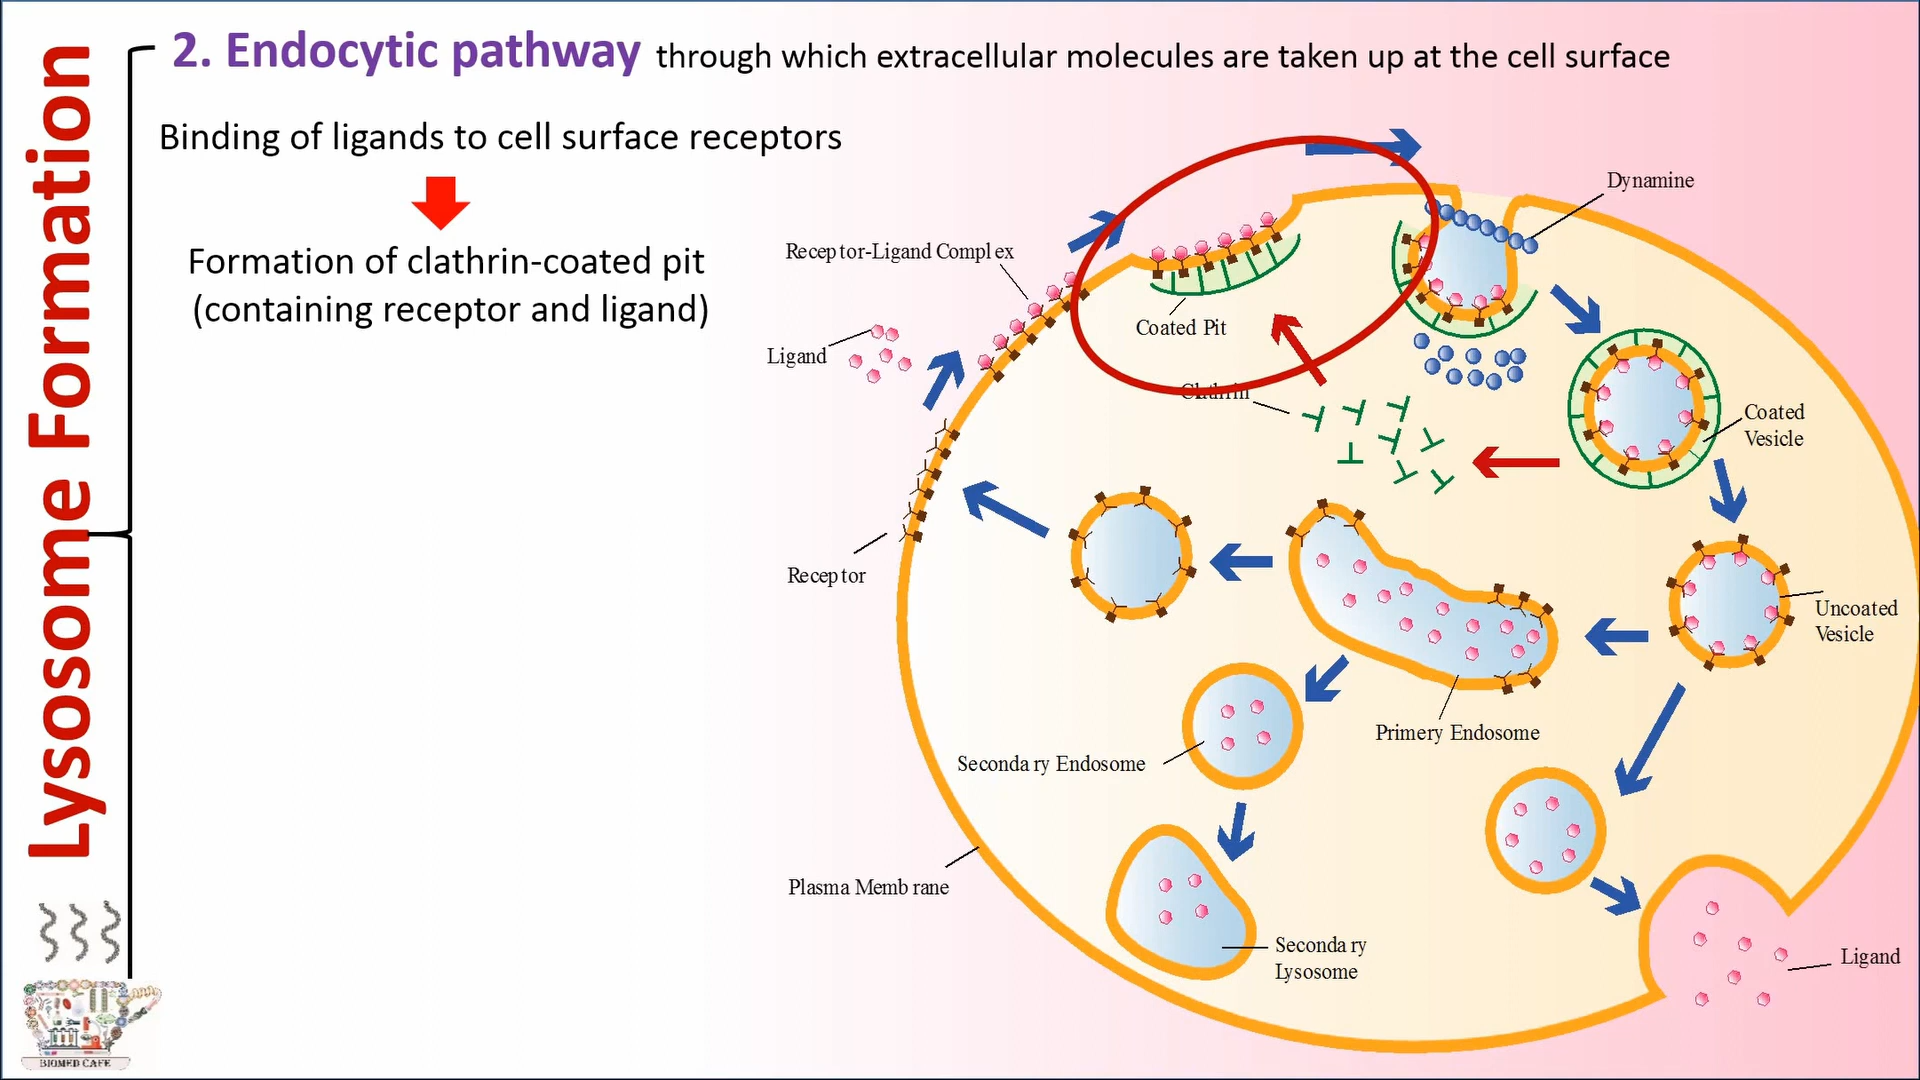 Lysosome Formation
2. Endocytic pathway through which extracellular molecules are taken up at the cell surface
Binding of ligands to cell surface receptors
Formation of clathrin-coated pit
(containing receptor and ligand)
Dynamine
Receptor-Ligand Complex
Coated Pit
Ligand
Clathrin
Coated
Vesicle
Receptor
Uncoated
Vesicle
Primery Endosome
Secondary Endosome
Plasma Membrane
Secondary
Lysosome
Ligand
BIOMED CAFE